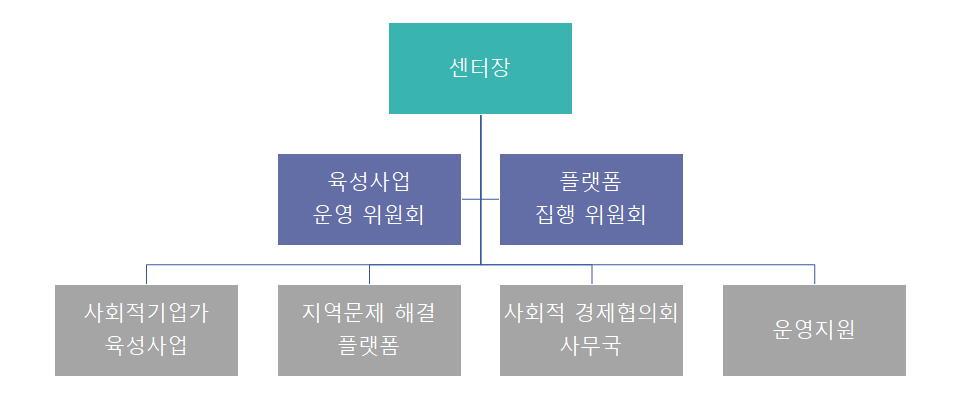 센터장
육성사업
운영 위원회
플랫폼
집행 위원회
사회적기업가
육성사업
지역문제 해결
플랫폼
사회적 경제협의회
사무국
운영지원